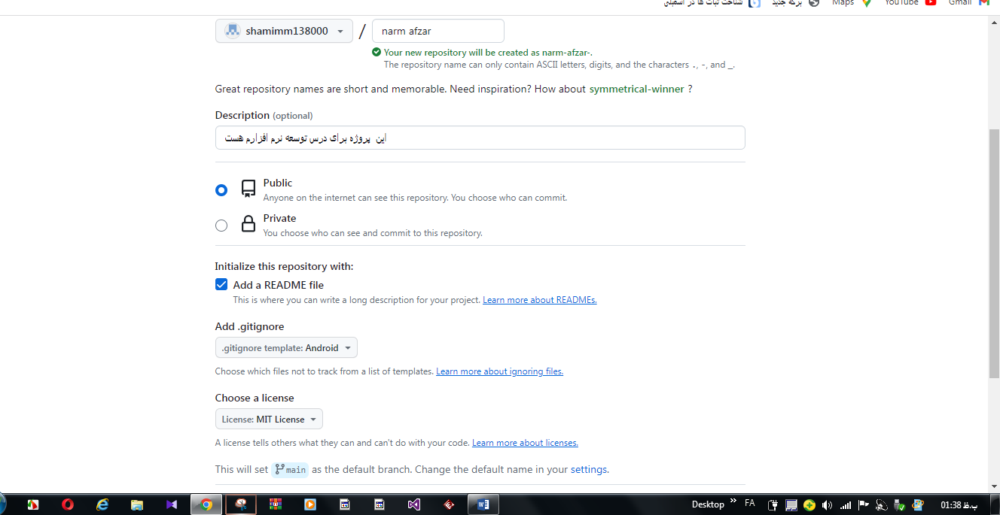 شناخت ثبات ها در اسمبلی برگه جدید Maps YouTube Gmail
shamimm138000 / narm afzar
Your new repository will be created as narm-afzar-.
The repository name can only contain ASCII letters, digits, and the characters ., -, and _.
Great repository names are short and memorable. Need inspiration? How about symmetrical-winner ?
Description (optional)
این پروژه برای درس توسعه نرم افزارم هست
Public
Anyone on the internet can see this repository. You choose who can commit.
Private
You choose who can see and commit to this repository.
Initialize this repository with:
Add a README file
This is where you can write a long description for your project. Learn more about READMEs.
Add .gitignore
.gitignore template: Android
Choose which files not to track from a list of templates. Learn more about ignoring files.
Choose a license
License: MIT License
A license tells others what they can and can't do with your code. Learn more about licenses.
This will set main as the default branch. Change the default name in your settings.
Desktop » FA 01:38 ب.ظ